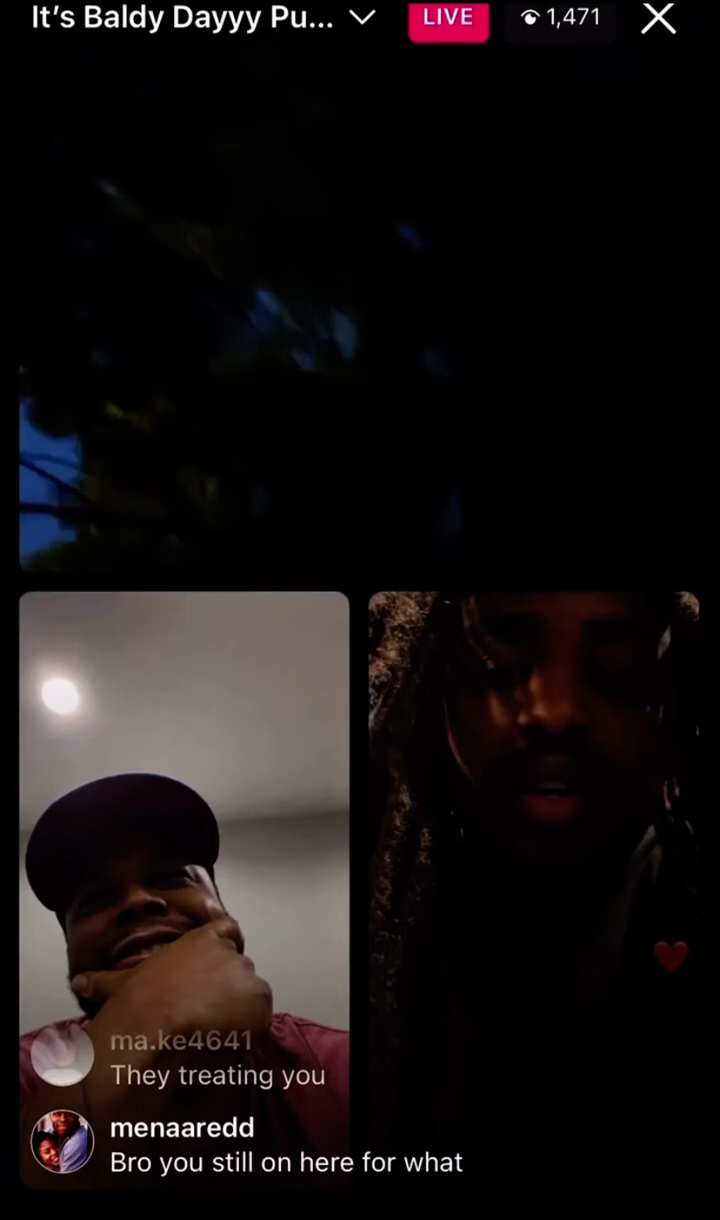 It’s Baldy Dayyy Pu...
LIVE
1,471
ma.ke4641
They treating you
menaaredd
Bro you still on here for what